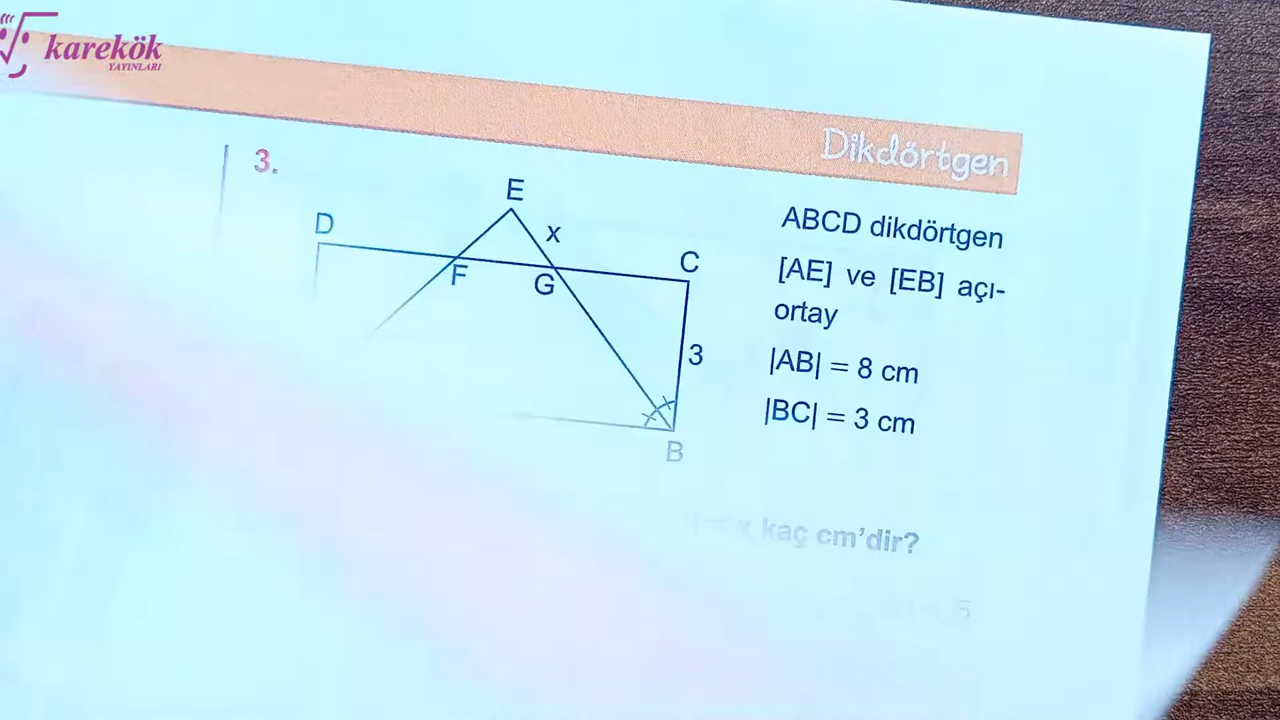 karekök
YAYINLARI
Dikdörtgen
3.
E
D
x
C
F
G
3
B
ABCD dikdörtgen
[AE] ve [EB] açı-
ortay
|AB| = 8 cm
|BC| = 3 cm
= x kaç cm'dir?